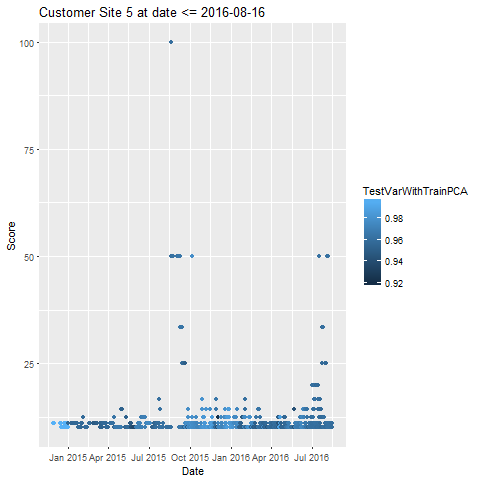 Customer Site 5 at date <= 2016-08-16
100
75
50
25
Score
Jan 2015 Apr 2015 Jul 2015 Oct 2015 Jan 2016 Apr 2016 Jul 2016
Date
TestVarWithTrainPCA
0.98
0.96
0.94
0.92